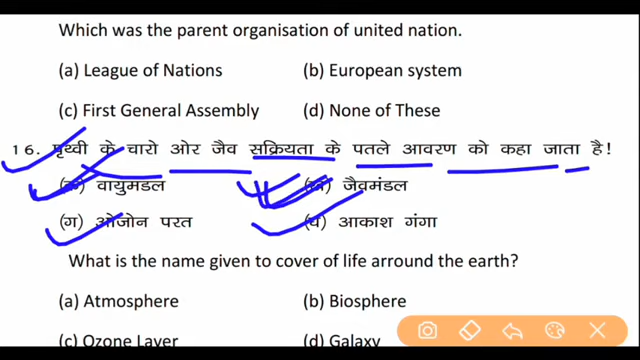 Which was the parent organisation of united nation.
(a) League of Nations (b) European system
(c) First General Assembly (d) None of These
16. पृथ्वी के चारो ओर जैव सक्रियता के पतले आवरण को कहा जाता है!
(क) वायुमडल (ख) जैवमंडल
(ग) ओजोन परत (घ) आकाश गंगा
What is the name given to cover of life arround the earth?
(a) Atmosphere (b) Biosphere
(c) Ozone Layer (d) Galaxy